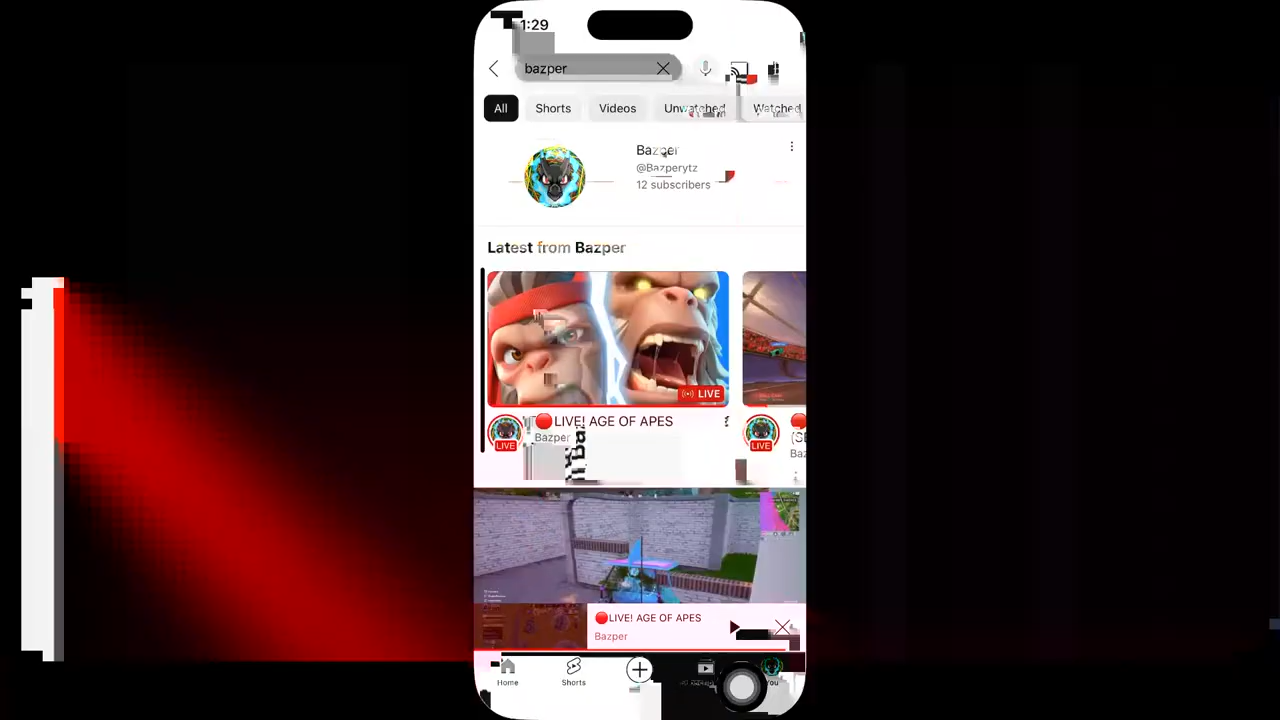 1:29
bazper
All Shorts Videos Unwatched Watched
Bazper
@Bazperytz
12 subscribers
Latest from Bazper
LIVE
🔴LIVE! AGE OF APES
Bazper
LIVE
LIVE
🔴LIVE! AGE OF APES
Bazper
Home Shorts You